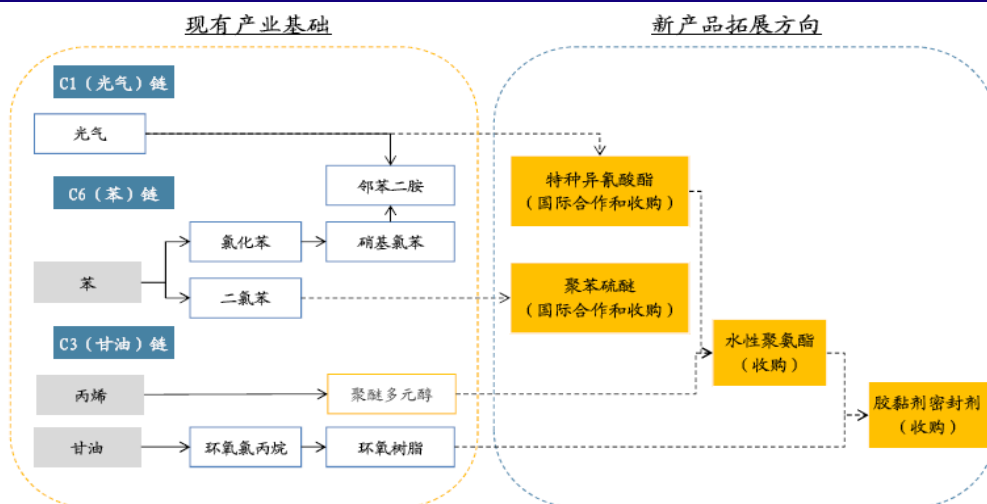 现有产业基础
新产品拓展方向
C1（光气）链
光气
邻苯二胺
特种异氰酸酯
（国际合作和收购）
C6（苯）链
氯化苯
硝基氯苯
苯
二氯苯
聚苯硫醚
（国际合作和收购）
C3（甘油）链
水性聚氨酯
（收购）
丙烯
聚醚多元醇
胶黏剂密封剂
（收购）
甘油
环氧氯丙烷
环氧树脂